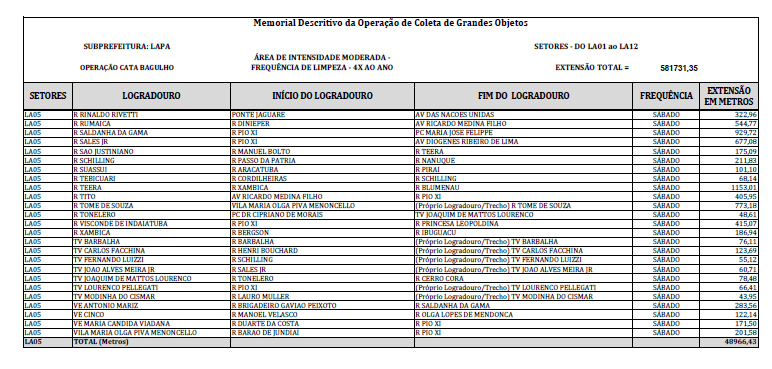 Memorial Descritivo da Operação de Coleta de Grandes Objetos
SUBPREFEITURA: LAPA
SETORES - DO LA01 ao LA12
ÁREA DE INTENSIDADE MODERADA -
OPERAÇÃO CATA BAGULHO
FREQUÊNCIA DE LIMPEZA - 4X AO ANO
EXTENSÃO TOTAL = 581731,35
SETORES LOGRADOURO INÍCIO DO LOGRADOURO FIM DO LOGRADOURO FREQUÊNCIA EXTENSÃO EM METROS
LA05 R RINALDO RIVETTI PONTE JAGUARE AV DAS NACOES UNIDAS SÁBADO 322,96
LA05 R RUMAICA R DINIEPER AV RICARDO MEDINA FILHO SÁBADO 544,77
LA05 R SALDANHA DA GAMA R PIO XI PC MARIA JOSE FELIPPE SÁBADO 929,72
LA05 R SALES JR R PIO XI AV DIOGENES RIBEIRO DE LIMA SÁBADO 677,08
LA05 R SAO JUSTINIANO R MANUEL BOLTO R TEERA SÁBADO 175,09
LA05 R SCHILLING R PASSO DA PATRIA R NANUQUE SÁBADO 211,83
LA05 R SUASSUI R ARACATUBA R PIRAI SÁBADO 101,10
LA05 R TEBICUARI R CORDILHEIRAS R SCHILLING SÁBADO 68,14
LA05 R TEERA R XAMBICA R BLUMENAU SÁBADO 1153,01
LA05 R TITO AV RICARDO MEDINA FILHO R PIO XI SÁBADO 405,95
LA05 R TOME DE SOUZA VILA MARIA OLGA PIVA MENONCELLO (Próprio Logradouro/Trecho) R TOME DE SOUZA SÁBADO 773,18
LA05 R TONELERO PC DR CIPRIANO DE MORAIS TV JOAQUIM DE MATTOS LOURENCO SÁBADO 48,61
LA05 R VISCONDE DE INDAIATUBA R PIO XI R PRINCESA LEOPOLDINA SÁBADO 415,07
LA05 R XAMBICA R BERGSON R IBUGUACU SÁBADO 186,94
LA05 TV BARBALHA R BARBALHA (Próprio Logradouro/Trecho) TV BARBALHA SÁBADO 76,11
LA05 TV CARLOS FACCHINA R HENRI BOUCHARD (Próprio Logradouro/Trecho) TV CARLOS FACCHINA SÁBADO 123,69
LA05 TV FERNANDO LUIZZI R SCHILLING (Próprio Logradouro/Trecho) TV FERNANDO LUIZZI SÁBADO 55,12
LA05 TV JOAO ALVES MEIRA JR R SALES JR (Próprio Logradouro/Trecho) TV JOAO ALVES MEIRA JR SÁBADO 60,71
LA05 TV JOAQUIM DE MATTOS LOURENCO R TONELERO R CERRO CORA SÁBADO 78,48
LA05 TV LOURENCO PELLEGATI R PIO XI (Próprio Logradouro/Trecho) TV LOURENCO PELLEGATI SÁBADO 66,41
LA05 TV MODINHA DO CISMAR R LAURO MULLER (Próprio Logradouro/Trecho) TV MODINHA DO CISMAR SÁBADO 43,95
LA05 VE ANTONIO MARIZ R BRIGADEIRO GAVIAO PEIXOTO R SALDANHA DA GAMA SÁBADO 283,56
LA05 VE CINCO R MANOEL VELASCO R OLGA LOPES DE MENDONCA SÁBADO 122,14
LA05 VE MARIA CANDIDA VIADANA R DUARTE DA COSTA R PIO XI SÁBADO 171,50
LA05 VILA MARIA OLGA PIVA MENONCELLO R BARAO DE JUNDIAI R PIO XI SÁBADO 201,58
LA05 TOTAL (Metros) 48966,43